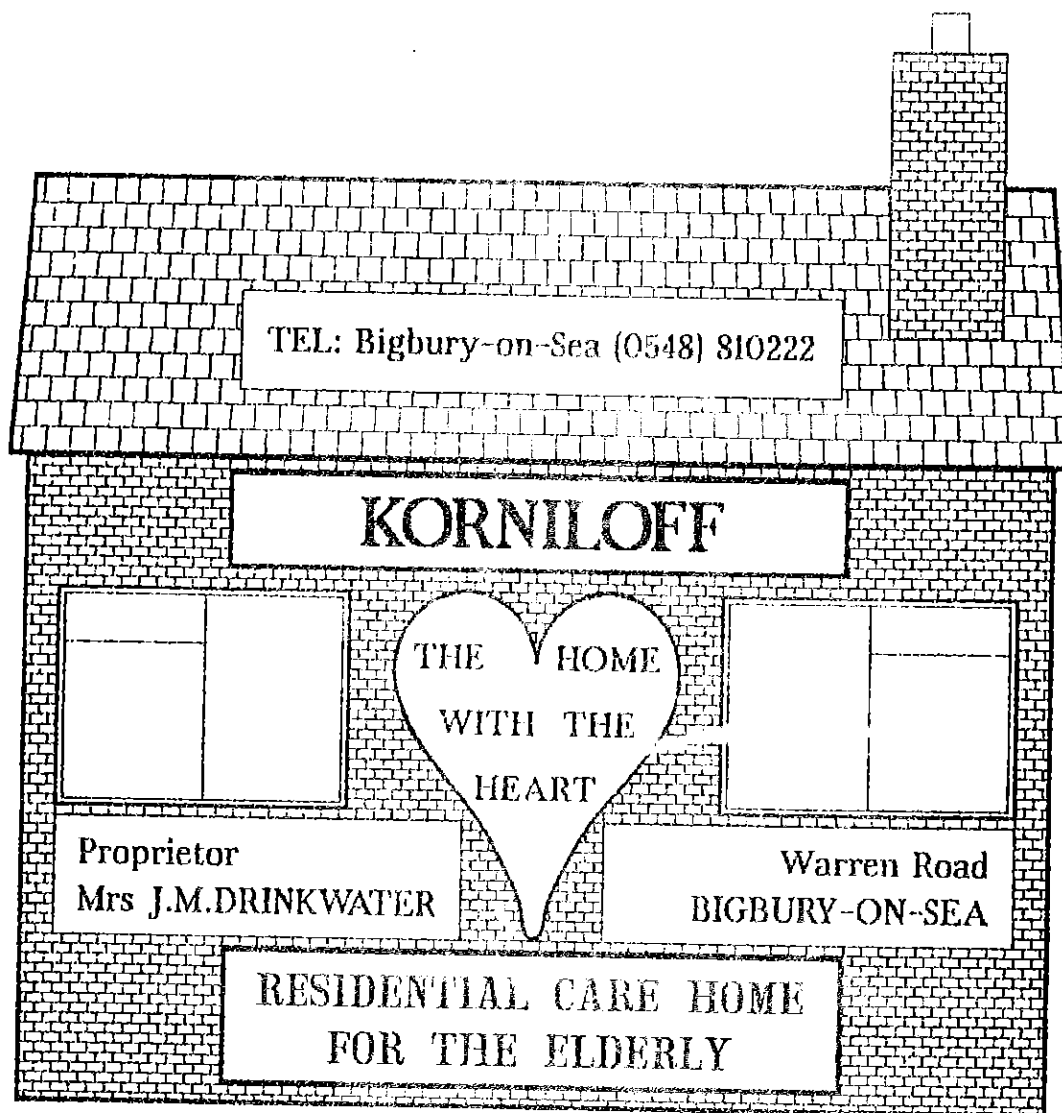 TEL: Bigbury-on-Sea (0548) 810222
KORNILOFF
THE HOME
WITH THE
HEART
Proprietor
Mrs J.M.DRINKWATER
Warren Road
BIGBURY-ON-SEA
RESIDENTIAL CARE HOME
FOR THE ELDERLY